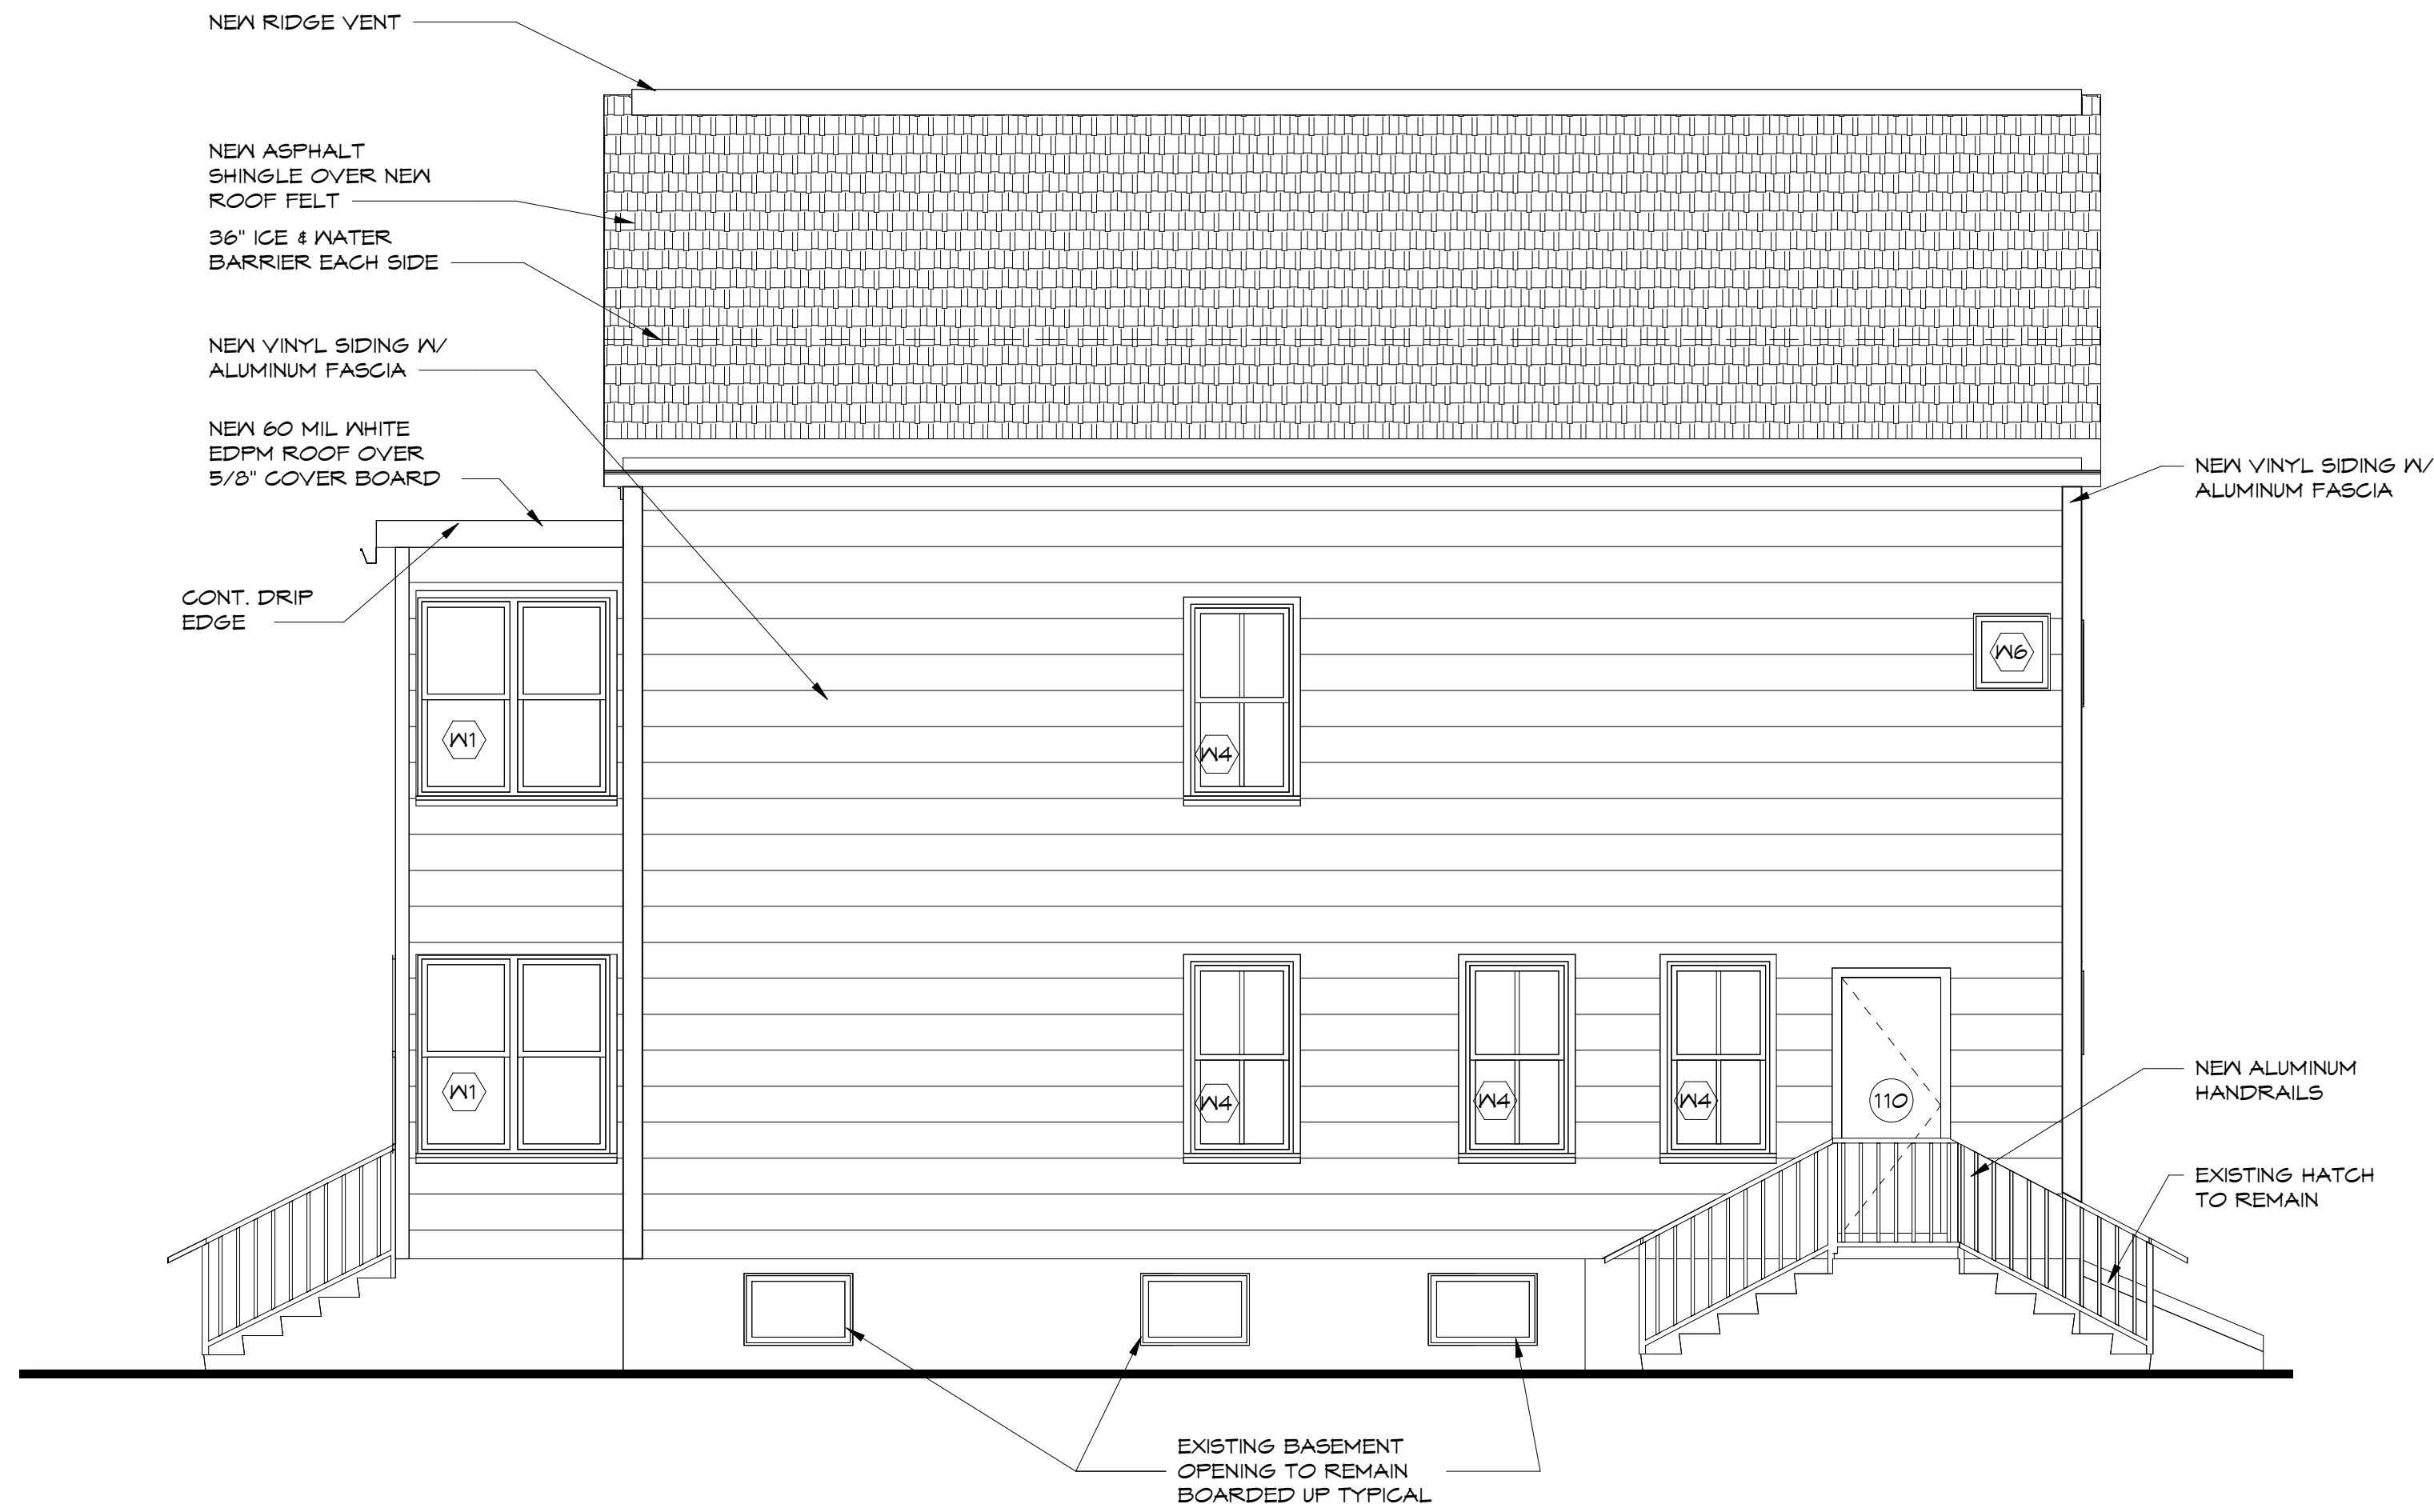 NEW RIDGE VENT
NEW ASPHALT
SHINGLE OVER NEW
ROOF FELT
36" ICE & WATER
BARRIER EACH SIDE
NEW VINYL SIDING W/
ALUMINUM FASCIA
NEW 60 MIL WHITE
EDPM ROOF OVER
5/8" COVER BOARD
CONT. DRIP
EDGE
NEW VINYL SIDING W/
ALUMINUM FASCIA
W6
W1
W4
W1
W4
W4
W4
110
NEW ALUMINUM
HANDRAILS
EXISTING HATCH
TO REMAIN
EXISTING BASEMENT
OPENING TO REMAIN
BOARDED UP TYPICAL